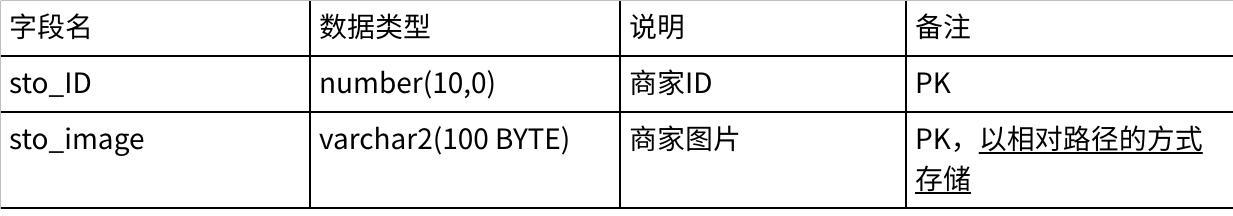 字段名 数据类型 说明 备注
sto_ID number(10,0) 商家ID PK
sto_image varchar2(100 BYTE) 商家图片 PK，以相对路径的方式
存储